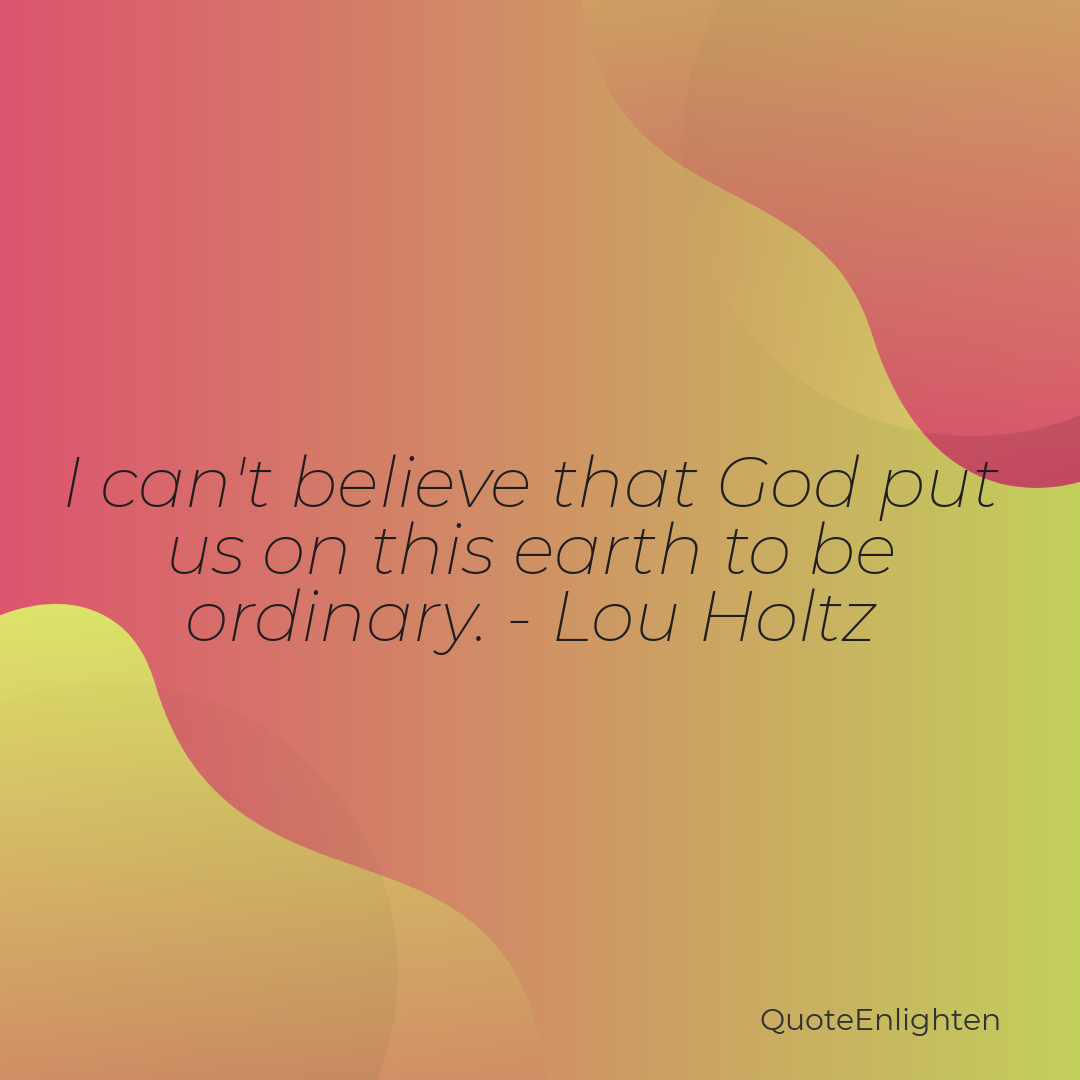 I can't believe that God put
us on this earth to be
ordinary. - Lou Holtz
QuoteEnlighten